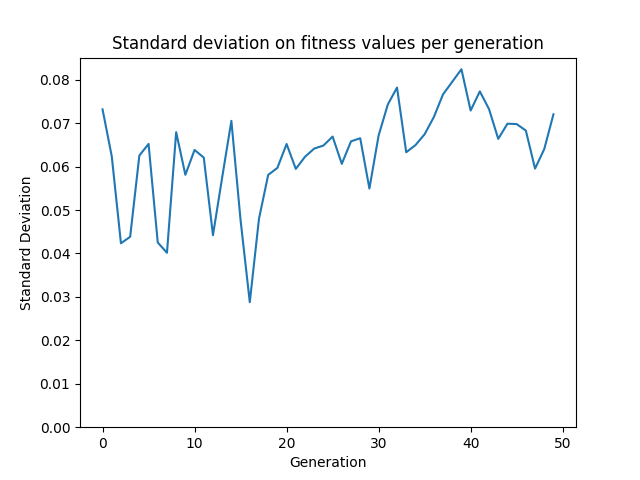 Standard deviation on fitness values per generation
0.08
0.07
0.06
0.05
0.04
0.03
0.02
0.01
0.00
Standard Deviation
0 10 20 30 40 50
Generation